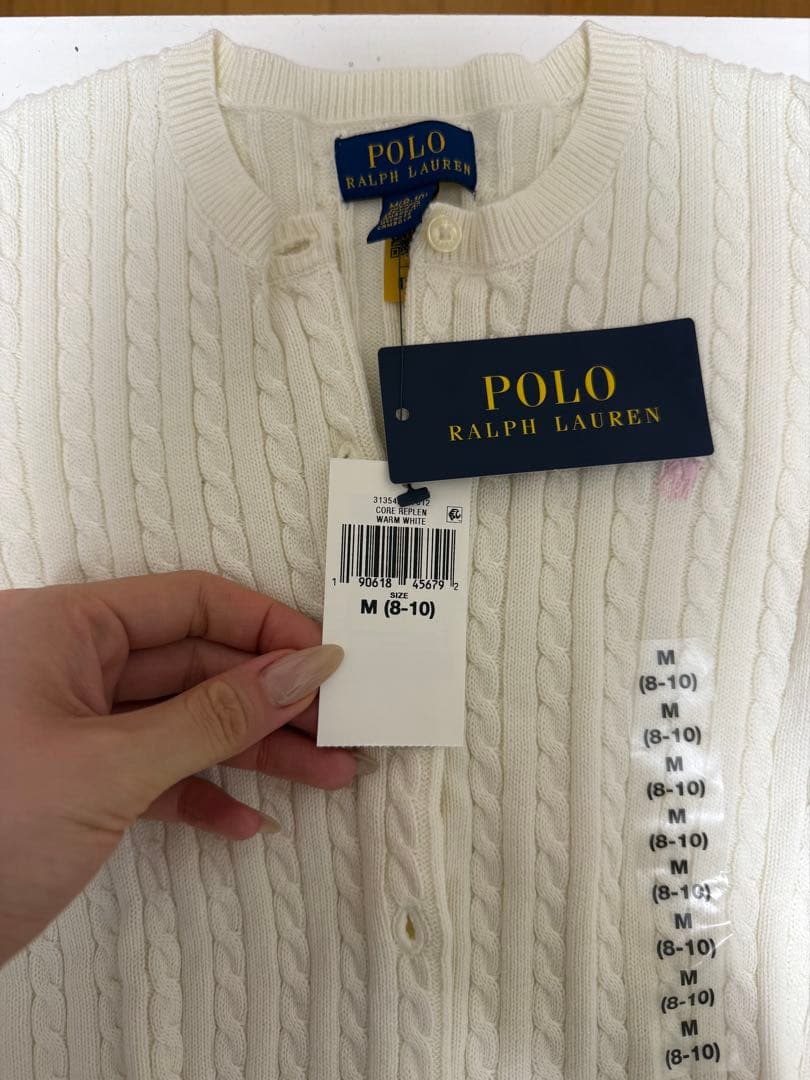 POLO
RALPH LAUREN
POLO
RALPH LAUREN
CORE REPLEN
WARM WHITE
1 90618 45679 2
SIZE
M (8-10)
M
(8-10)
M
(8-10)
M
(8-10)
M
(8-10)
M
(8-10)
M
(8-10)
M
(8-10)
M
(8-10)